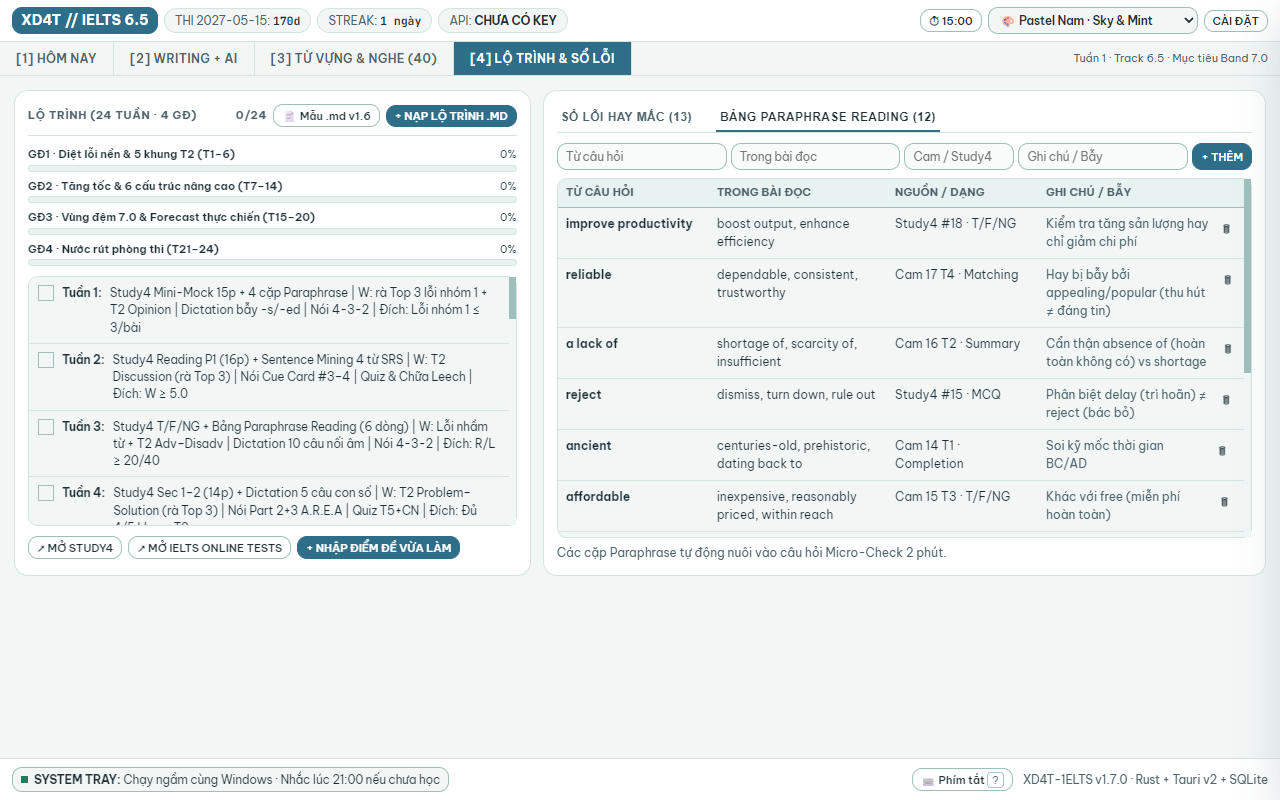 XD4T // IELTS 6.5
THI 2027-05-15: 170d
STREAK: 1 ngày
API: CHƯA CÓ KEY
15:00
Pastel Nam · Sky & Mint
CÀI ĐẶT
[1] HÔM NAY
[2] WRITING + AI
[3] TỪ VỰNG & NGHE (40)
[4] LỘ TRÌNH & SỔ LỖI
Tuần 1 · Track 6.5 · Mục tiêu Band 7.0
LỘ TRÌNH (24 TUẦN · 4 GĐ)
0/24
Mẫu .md v1.6
+ NẠP LỘ TRÌNH .MD
GĐ1 · Diệt lỗi nền & 5 khung T2 (T1–6)
0%
GĐ2 · Tăng tốc & 6 cấu trúc nâng cao (T7–14)
0%
GĐ3 · Vùng đệm 7.0 & Forecast thực chiến (T15–20)
0%
GĐ4 · Nước rút phòng thi (T21–24)
0%
Tuần 1: Study4 Mini-Mock 15p + 4 cặp Paraphrase | W: rà Top 3 lỗi nhóm 1 +
T2 Opinion | Dictation bẫy -s/-ed | Nói 4-3-2 | Đích: Lỗi nhóm 1 ≤
3/bài
Tuần 2: Study4 Reading P1 (16p) + Sentence Mining 4 từ SRS | W: T2
Discussion (rà Top 3) | Nói Cue Card #3–4 | Quiz & Chữa Leech |
Đích: W ≥ 5.0
Tuần 3: Study4 T/F/NG + Bảng Paraphrase Reading (6 dòng) | W: Lỗi nhầm
từ + T2 Adv–Disadv | Dictation 10 câu nối âm | Nói 4-3-2 | Đích: R/L
≥ 20/40
Tuần 4: Study4 Sec 1–2 (14p) + Dictation 5 câu con số | W: T2 Problem–
Solution (rà Top 3) | Nói Part 2+3 A.R.E.A | Quiz T5+CN | Đích: Đủ
↗ MỞ STUDY4
↗ MỞ IELTS ONLINE TESTS
+ NHẬP ĐIỂM ĐỀ VỪA LÀM
SỔ LỖI HAY MẮC (13)
BẢNG PARAPHRASE READING (12)
Từ câu hỏi
Trong bài đọc
Cam / Study4
Ghi chú / Bẫy
+ THÊM
TỪ CÂU HỎI
TRONG BÀI ĐỌC
NGUỒN / DẠNG
GHI CHÚ / BẪY
improve productivity
boost output, enhance
efficiency
Study4 #18 · T/F/NG
Kiểm tra tăng sản lượng hay
chỉ giảm chi phí
reliable
dependable, consistent,
trustworthy
Cam 17 T4 · Matching
Hay bị bẫy bởi
appealing/popular (thu hút
≠ đáng tin)
a lack of
shortage of, scarcity of,
insufficient
Cam 16 T2 · Summary
Cẩn thận absence of (hoàn
toàn không có) vs shortage
reject
dismiss, turn down, rule out
Study4 #15 · MCQ
Phân biệt delay (trì hoãn) ≠
reject (bác bỏ)
ancient
centuries-old, prehistoric,
dating back to
Cam 14 T1 ·
Completion
Soi kỹ mốc thời gian
BC/AD
affordable
inexpensive, reasonably
priced, within reach
Cam 15 T3 · T/F/NG
Khác với free (miễn phí
hoàn toàn)
Các cặp Paraphrase tự động nuôi vào câu hỏi Micro-Check 2 phút.
SYSTEM TRAY: Chạy ngầm cùng Windows · Nhắc lúc 21:00 nếu chưa học
Phím tắt ?
XD4T-IELTS v1.7.0 · Rust + Tauri v2 + SQLite